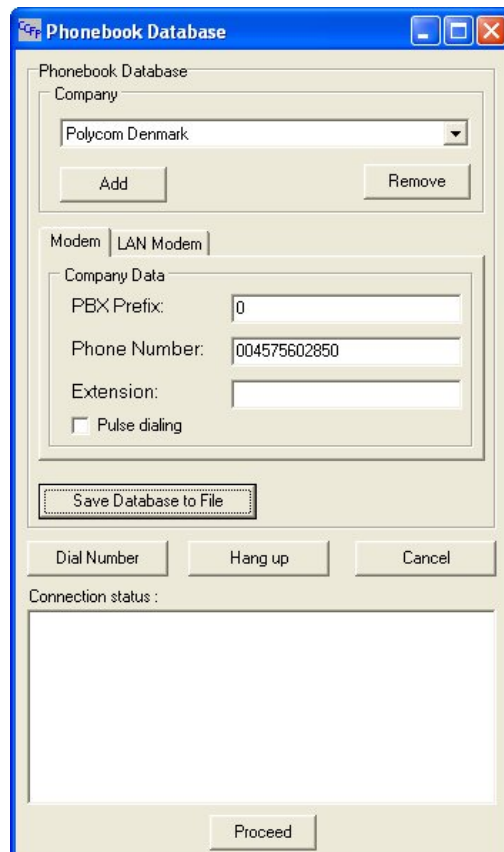 CCFP Phonebook Database
Phonebook Database
Company
Polycom Denmark
Add Remove
Modem LAN Modem
Company Data
PBX Prefix: 0
Phone Number: 004575602850
Extension:
Pulse dialing
Save Database to File
Dial Number Hang up Cancel
Connection status :
Proceed